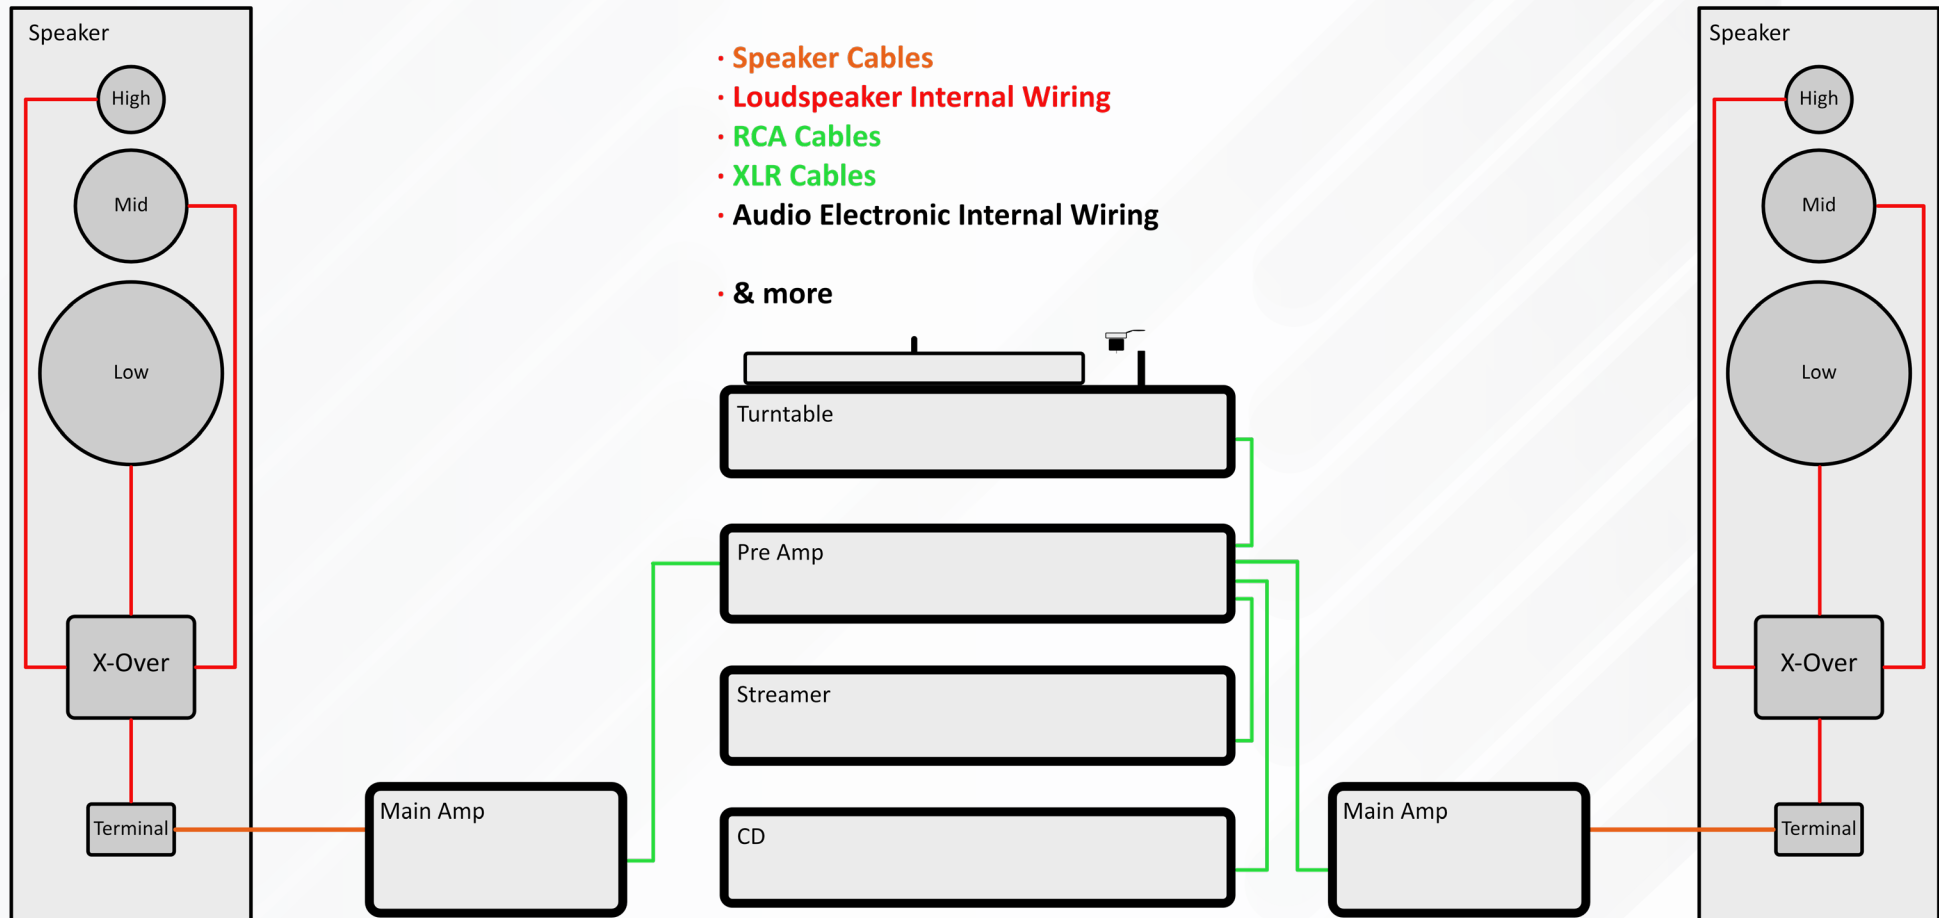 Speaker
High
Mid
Low
X-Over
Terminal
· Speaker Cables
· Loudspeaker Internal Wiring
· RCA Cables
· XLR Cables
· Audio Electronic Internal Wiring
· & more
Turntable
Pre Amp
Streamer
CD
Main Amp
Main Amp
Speaker
High
Mid
Low
X-Over
Terminal